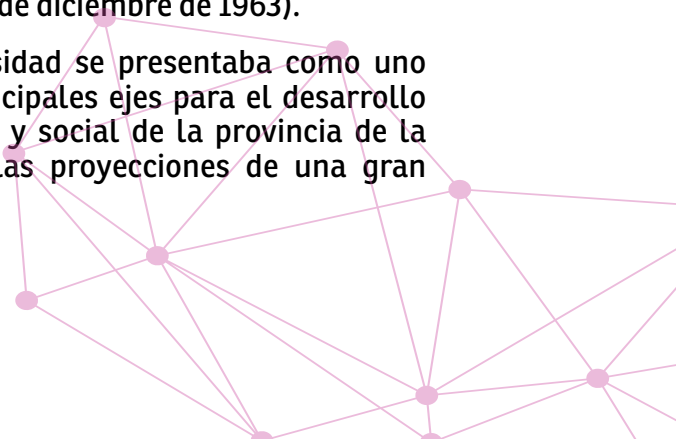 de diciembre de 1963).
sidad se presentaba como uno
cipales ejes para el desarrollo
y social de la provincia de la
las proyecciones de una gran